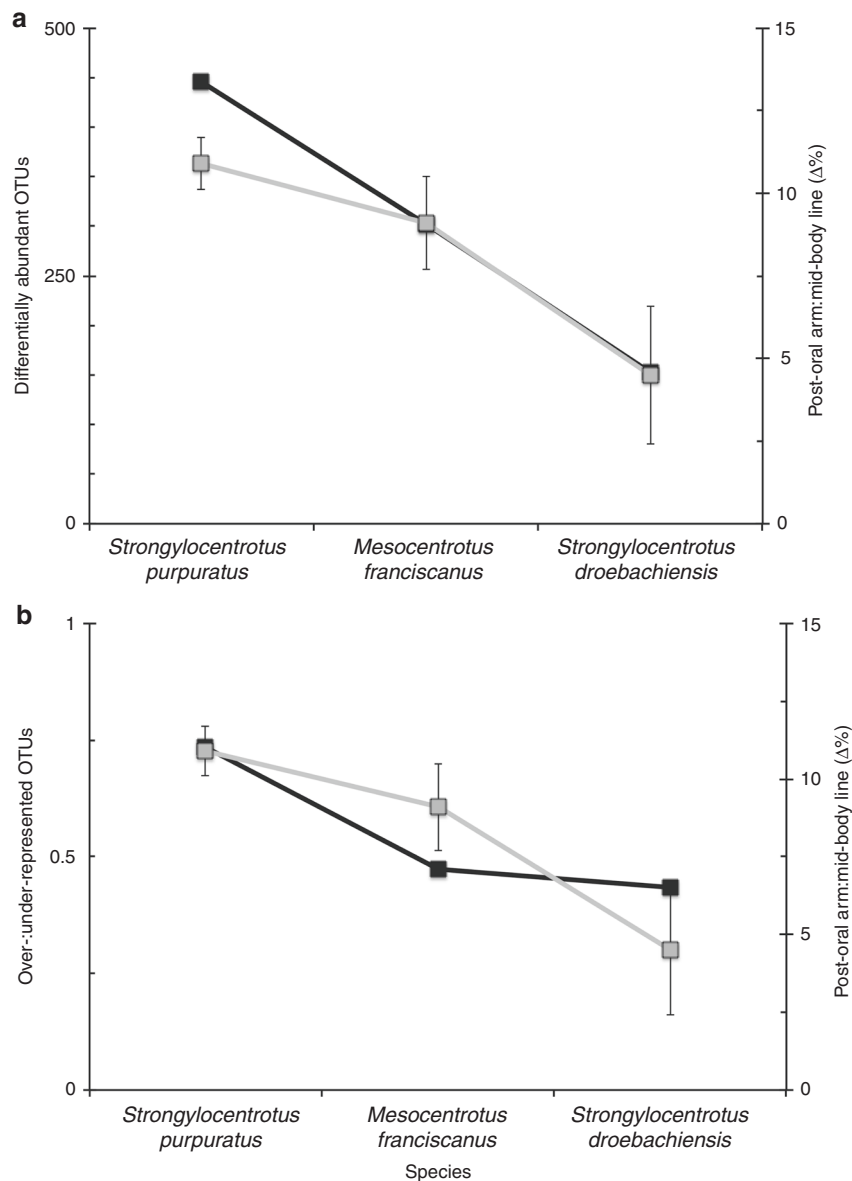 a
500
250
0
Differentially abundant OTUs
15
10
5
0
Post-oral arm:mid-body line (Δ%)
Strongylocentrotus
purpuratus
Mesocentrotus
franciscanus
Strongylocentrotus
droebachiensis
b
1
0.5
0
Over-:under-represented OTUs
15
10
5
0
Post-oral arm:mid-body line (Δ%)
Strongylocentrotus
purpuratus
Mesocentrotus
franciscanus
Strongylocentrotus
droebachiensis
Species